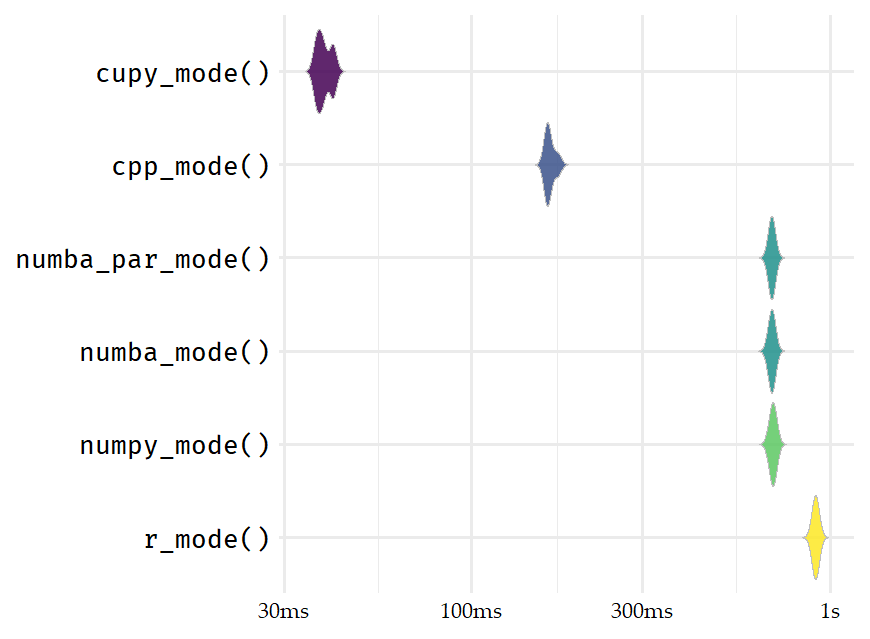 cupy_mode()
cpp_mode()
numba_par_mode()
numba_mode()
numpy_mode()
r_mode()
30ms 100ms 300ms 1s